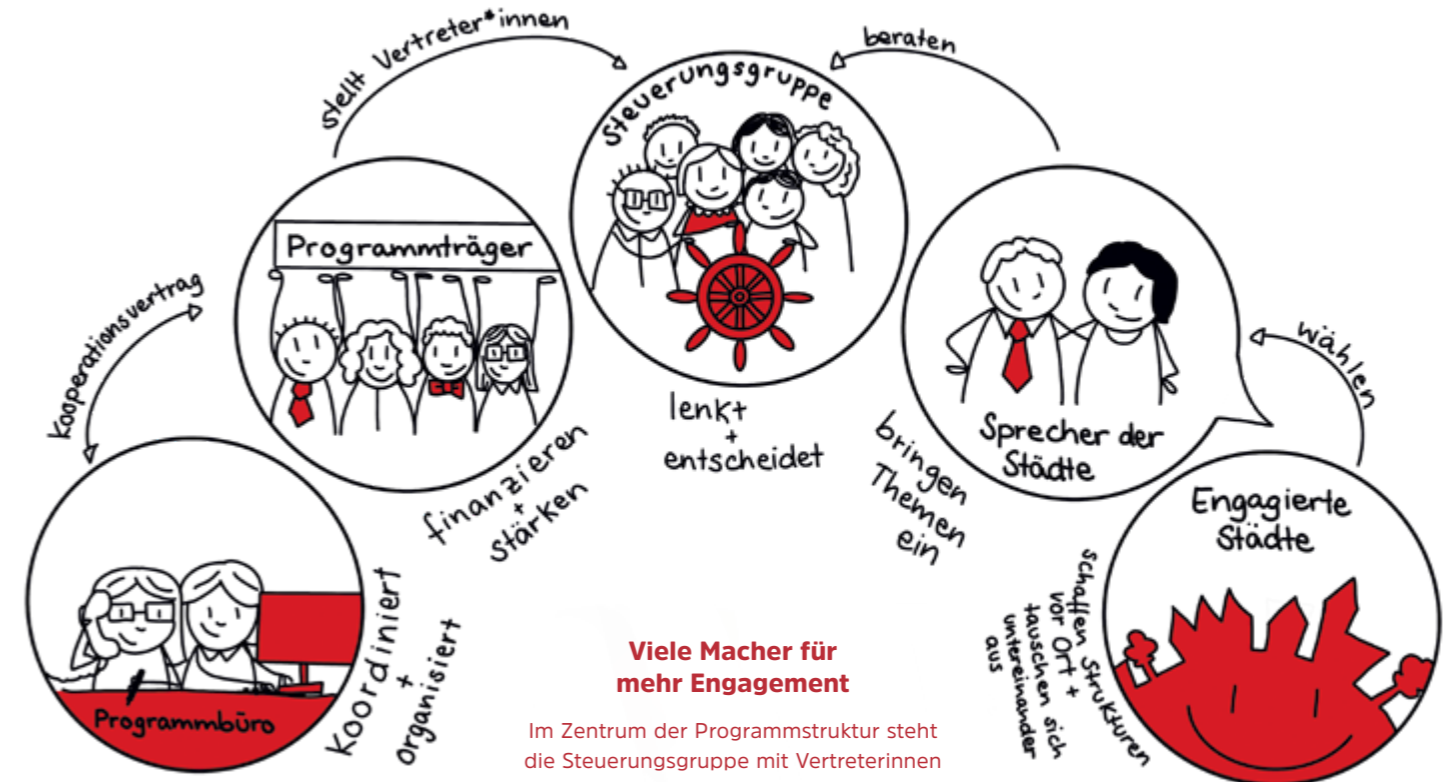 Kooperationsvertrag
stellt Vertreter*innen
beraten
wählen
Programmbüro
koordiniert
+
organisiert
Programmträger
finanzieren
+
stärken
Steuerungsgruppe
lenkt
+
entscheidet
Sprecher der
Städte
bringen
Themen
ein
Engagierte
Städte
schaffen Strukturen
vor Ort +
tauschen sich
untereinander
aus
Viele Macher für
mehr Engagement
Im Zentrum der Programmstruktur steht
die Steuerungsgruppe mit Vertreterinnen